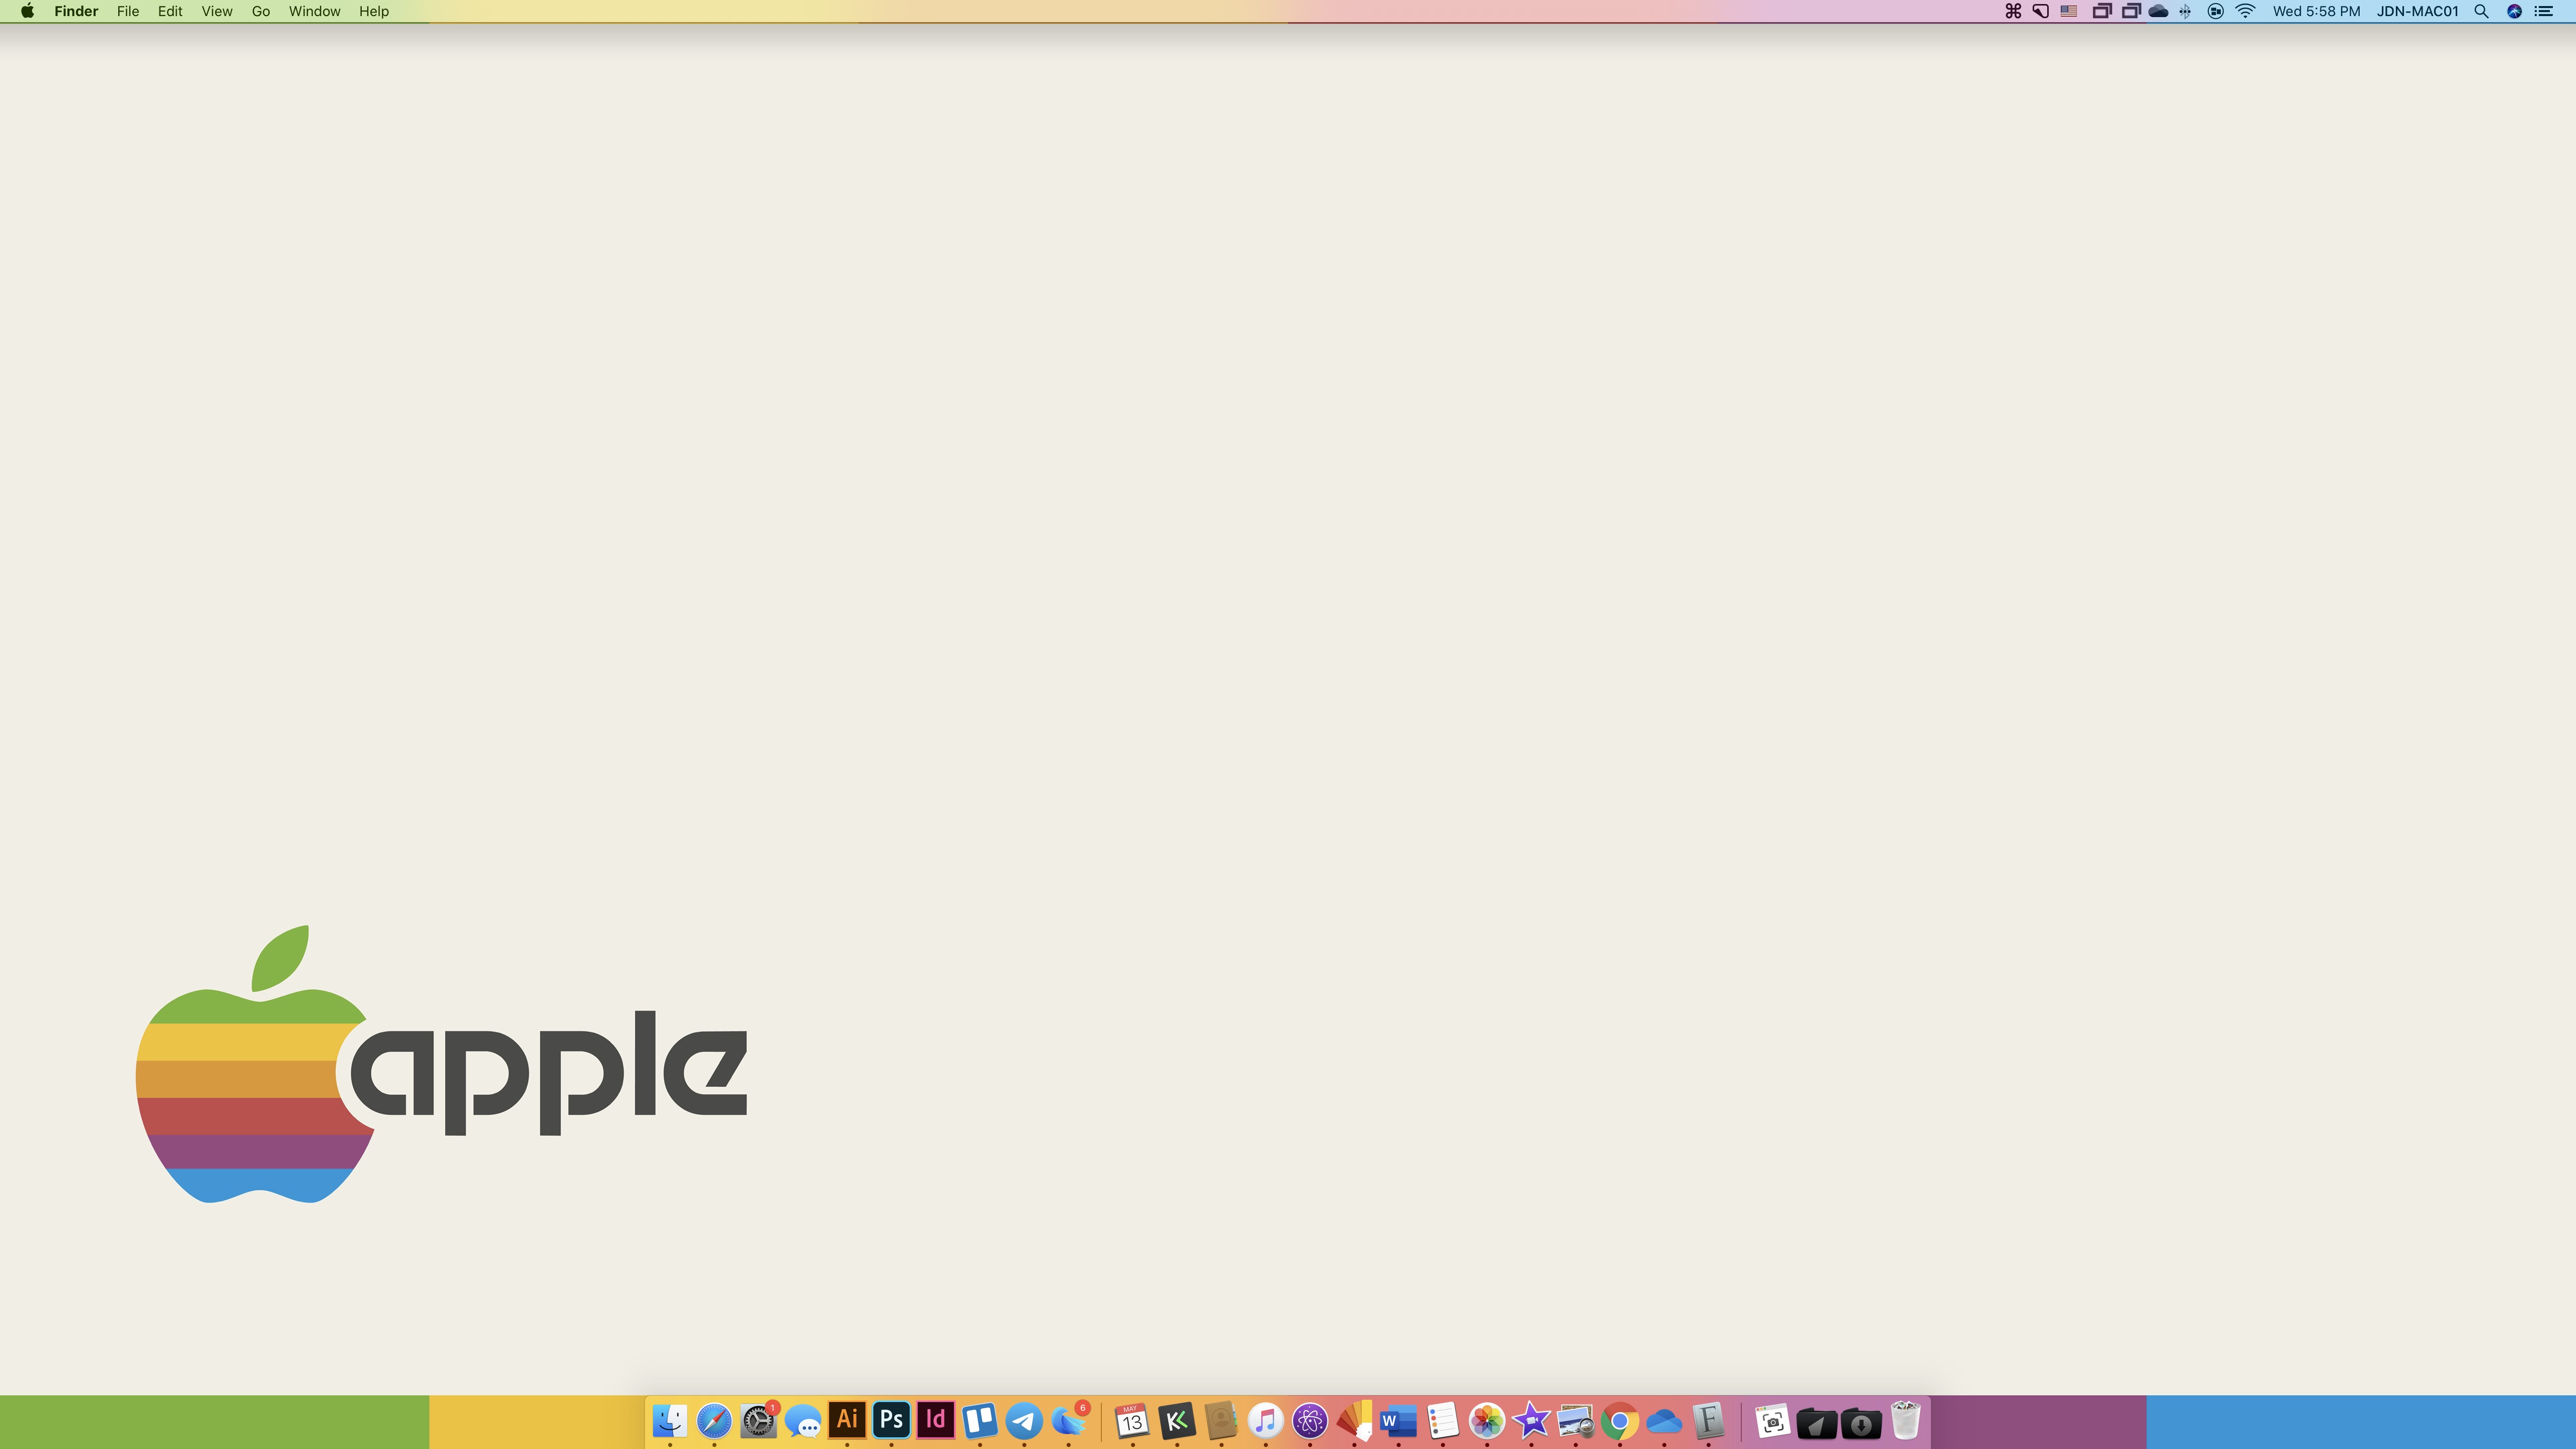 Finder File Edit View Go Window Help Wed 5:58 PM JDN-MAC01
apple
1 Ai Ps Id 6 MAY 13 K W F